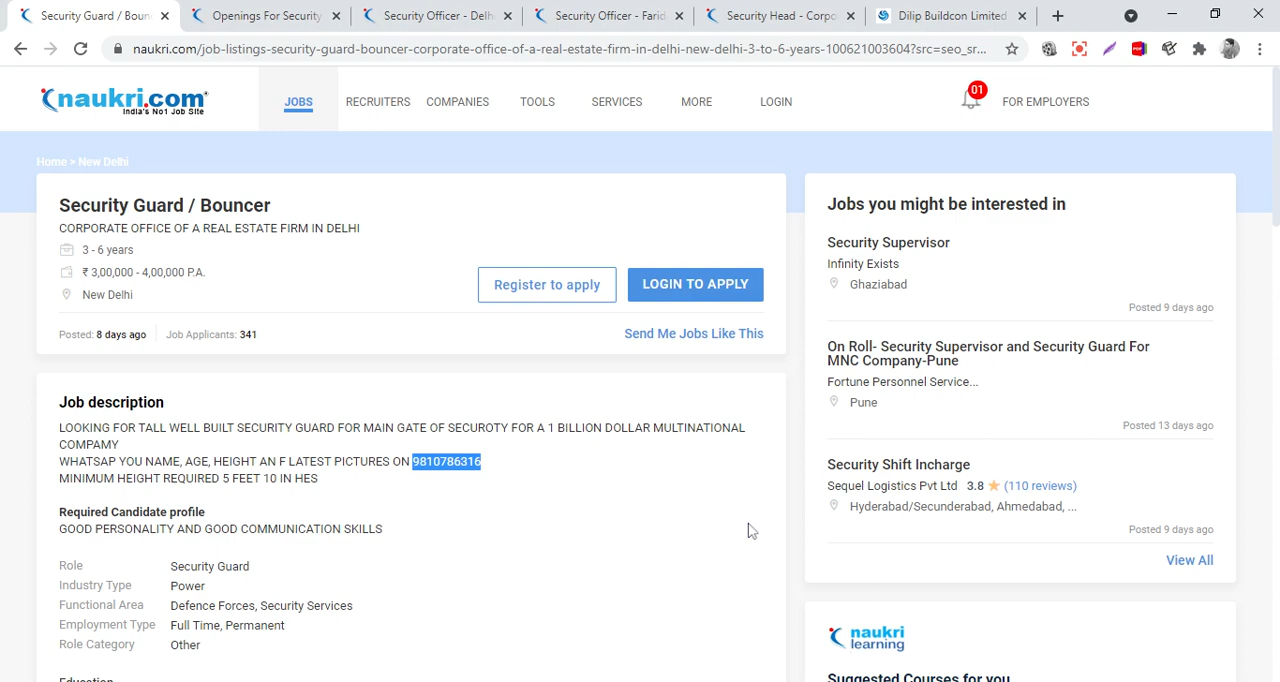 Security Guard / Boun
Openings For Security
Security Officer - Delh
Security Officer - Farid
Security Head - Corpo
Dilip Buildcon Limited
naukri.com/job-listings-security-guard-bouncer-corporate-office-of-a-real-estate-firm-in-delhi-new-delhi-3-to-6-years-100621003604?src=seo_sr...
naukri.com
India's No1 Job Site
JOBS
RECRUITERS
COMPANIES
TOOLS
SERVICES
MORE
LOGIN
01
FOR EMPLOYERS
Home > New Delhi
Security Guard / Bouncer
CORPORATE OFFICE OF A REAL ESTATE FIRM IN DELHI
3 - 6 years
₹ 3,00,000 - 4,00,000 P.A.
New Delhi
Register to apply
LOGIN TO APPLY
Posted: 8 days ago
Job Applicants: 341
Send Me Jobs Like This
Job description
LOOKING FOR TALL WELL BUILT SECURITY GUARD FOR MAIN GATE OF SECUROTY FOR A 1 BILLION DOLLAR MULTINATIONAL
COMPAMY
WHATSAP YOU NAME, AGE, HEIGHT AN F LATEST PICTURES ON 9810786316
MINIMUM HEIGHT REQUIRED 5 FEET 10 IN HES
Required Candidate profile
GOOD PERSONALITY AND GOOD COMMUNICATION SKILLS
Role Security Guard
Industry Type Power
Functional Area Defence Forces, Security Services
Employment Type Full Time, Permanent
Role Category Other
Education
Jobs you might be interested in
Security Supervisor
Infinity Exists
Ghaziabad
Posted 9 days ago
On Roll- Security Supervisor and Security Guard For
MNC Company-Pune
Fortune Personnel Service...
Pune
Posted 13 days ago
Security Shift Incharge
Sequel Logistics Pvt Ltd 3.8 ★ (110 reviews)
Hyderabad/Secunderabad, Ahmedabad, ...
Posted 9 days ago
View All
naukri
learning
Suggested Courses for you